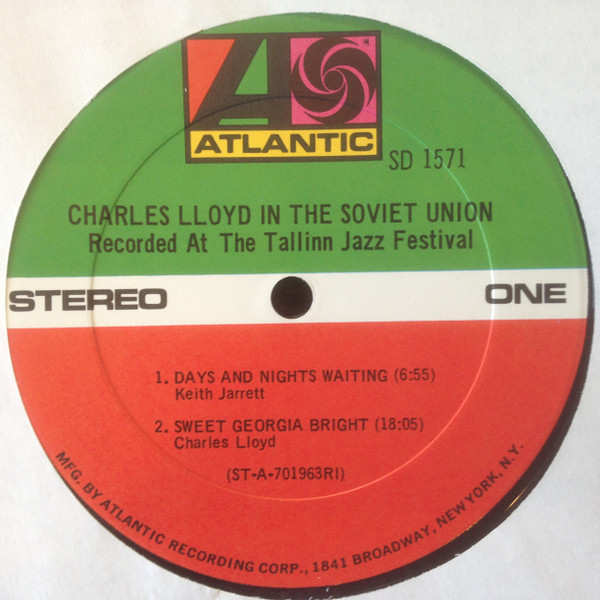 ATLANTIC
SD 1571
CHARLES LLOYD IN THE SOVIET UNION
Recorded At The Tallinn Jazz Festival
STEREO
ONE
1. DAYS AND NIGHTS WAITING (6:55)
Keith Jarrett
2. SWEET GEORGIA BRIGHT (18:05)
Charles Lloyd
(ST-A-701963RI)
MFG. BY ATLANTIC RECORDING CORP., 1841 BROADWAY, NEW YORK, N.Y.